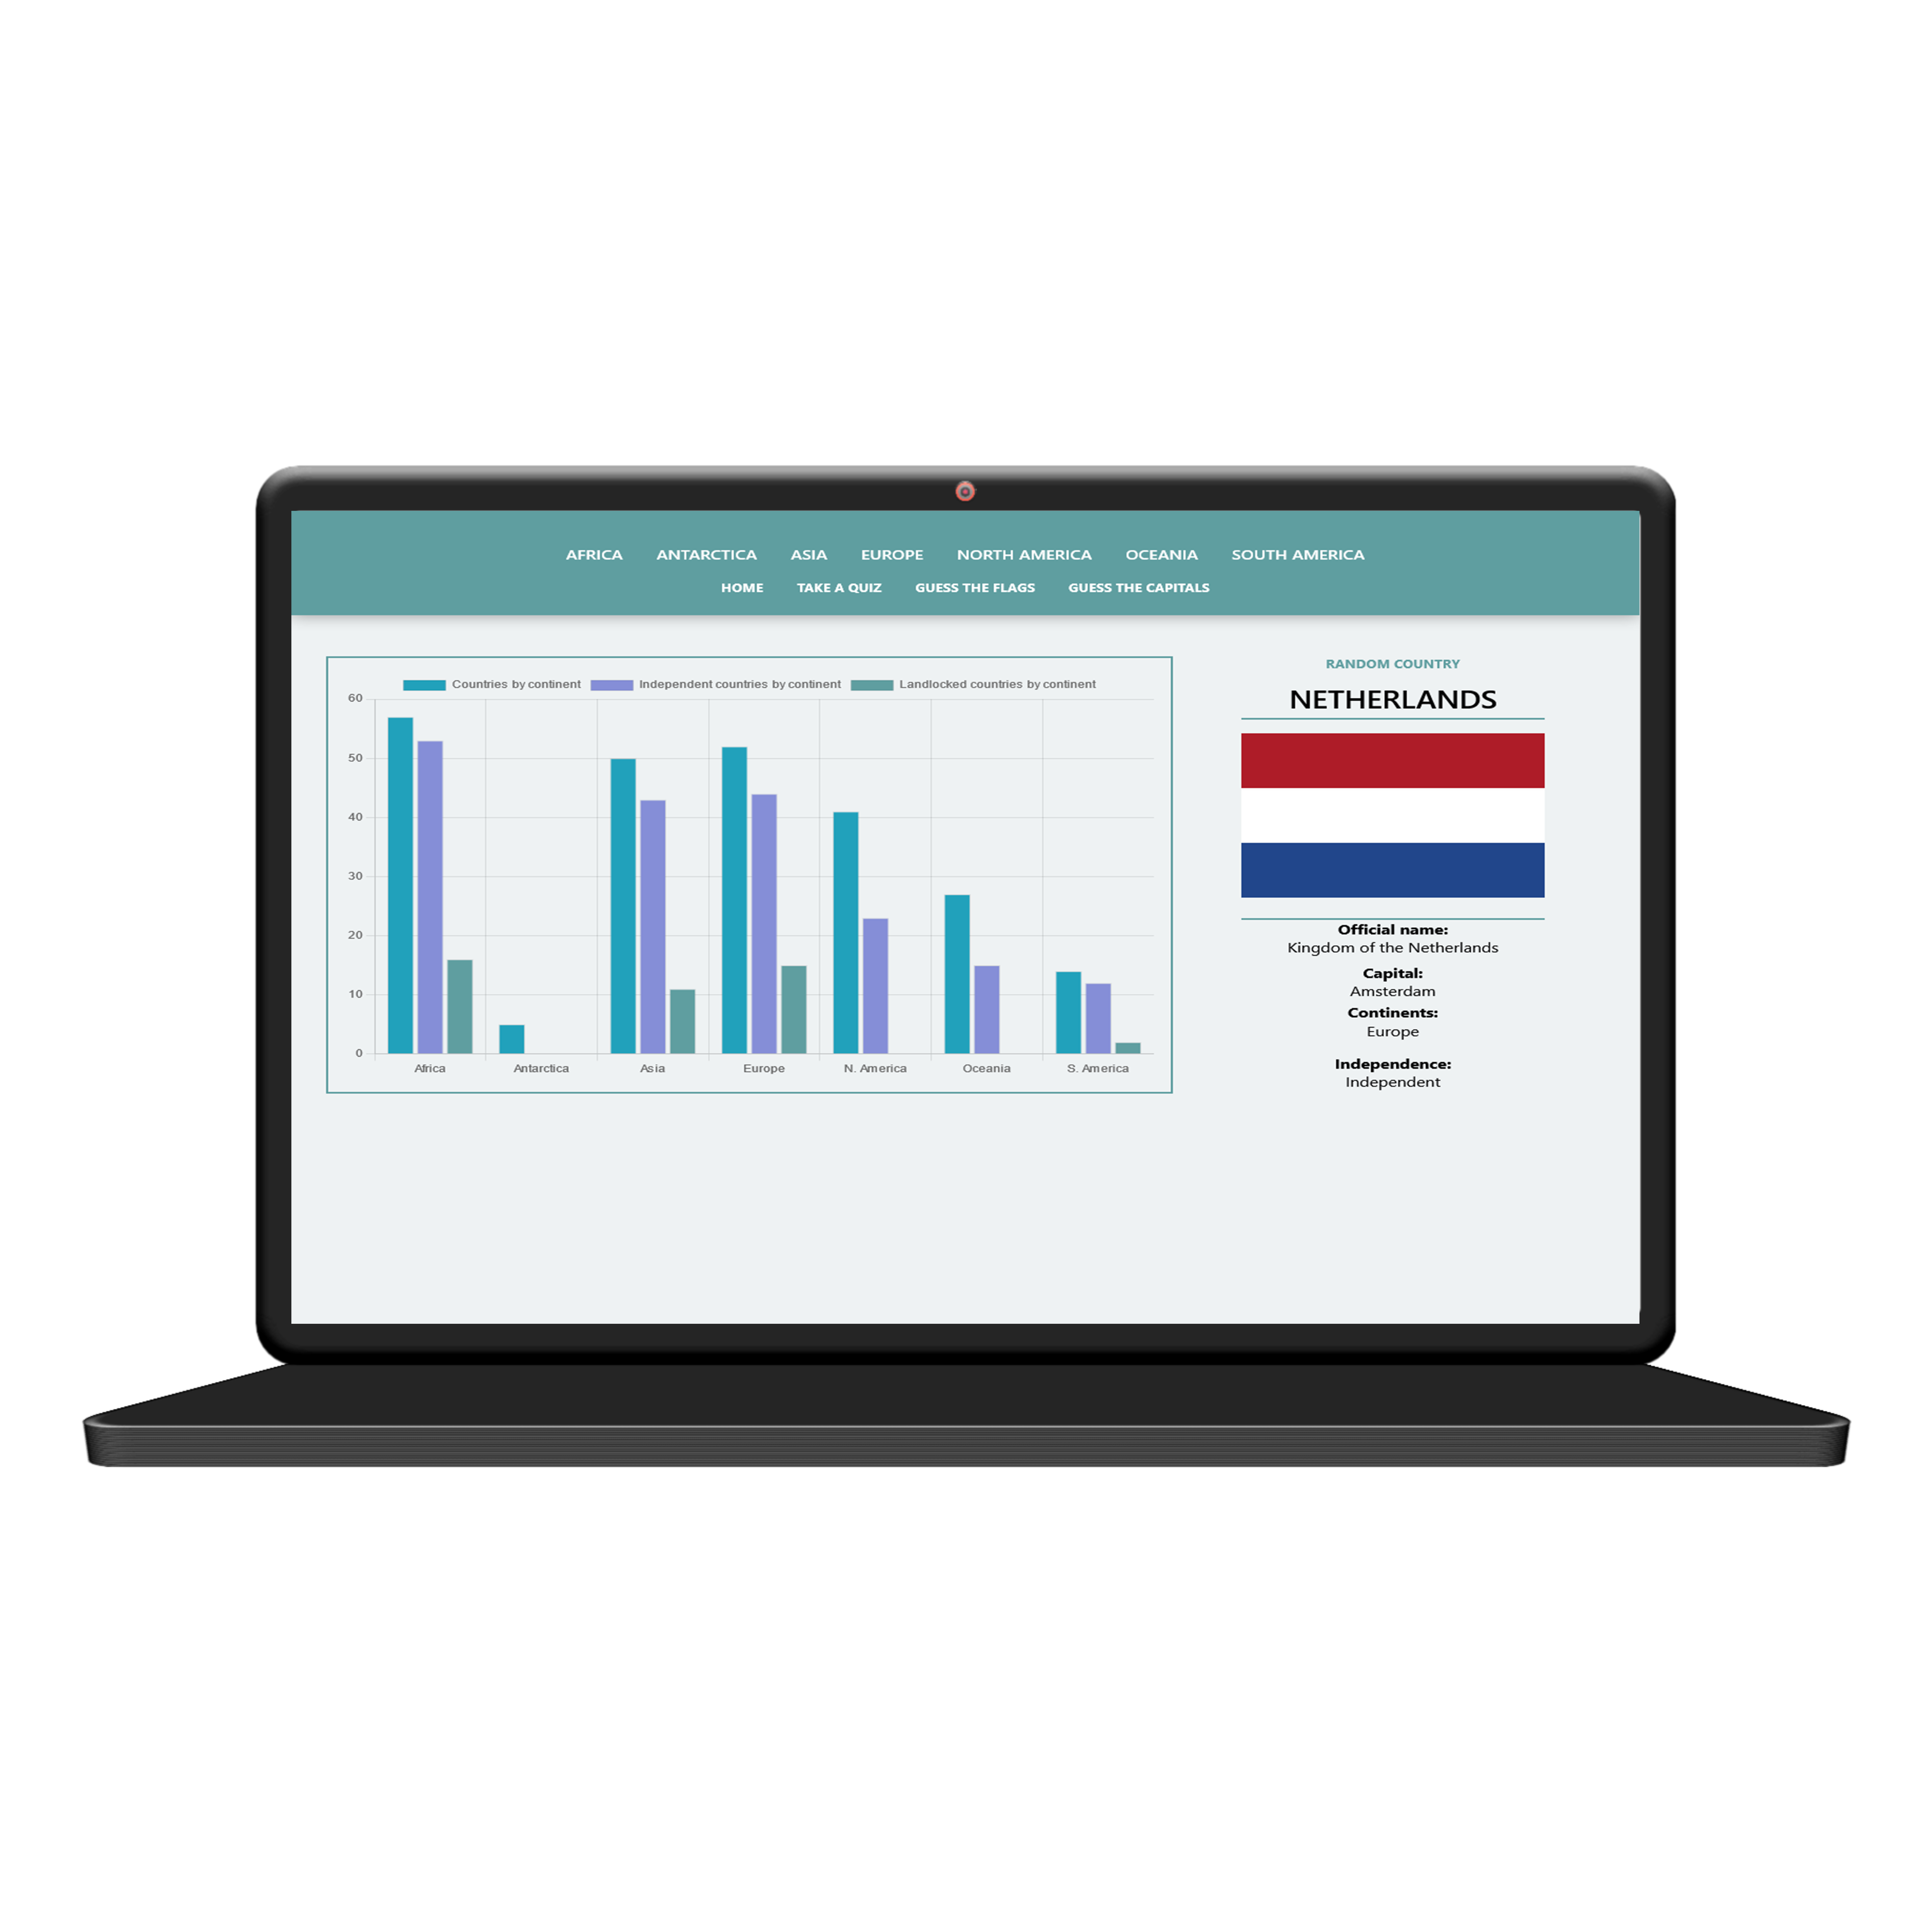 AFRICA ANTARCTICA ASIA EUROPE NORTH AMERICA OCEANIA SOUTH AMERICA
HOME TAKE A QUIZ GUESS THE FLAGS GUESS THE CAPITALS
Countries by continent Independent countries by continent Landlocked countries by continent
60
50
40
30
20
10
0
Africa Antarctica Asia Europe N. America Oceania S. America
RANDOM COUNTRY
NETHERLANDS
Official name:
Kingdom of the Netherlands
Capital:
Amsterdam
Continents:
Europe
Independence:
Independent